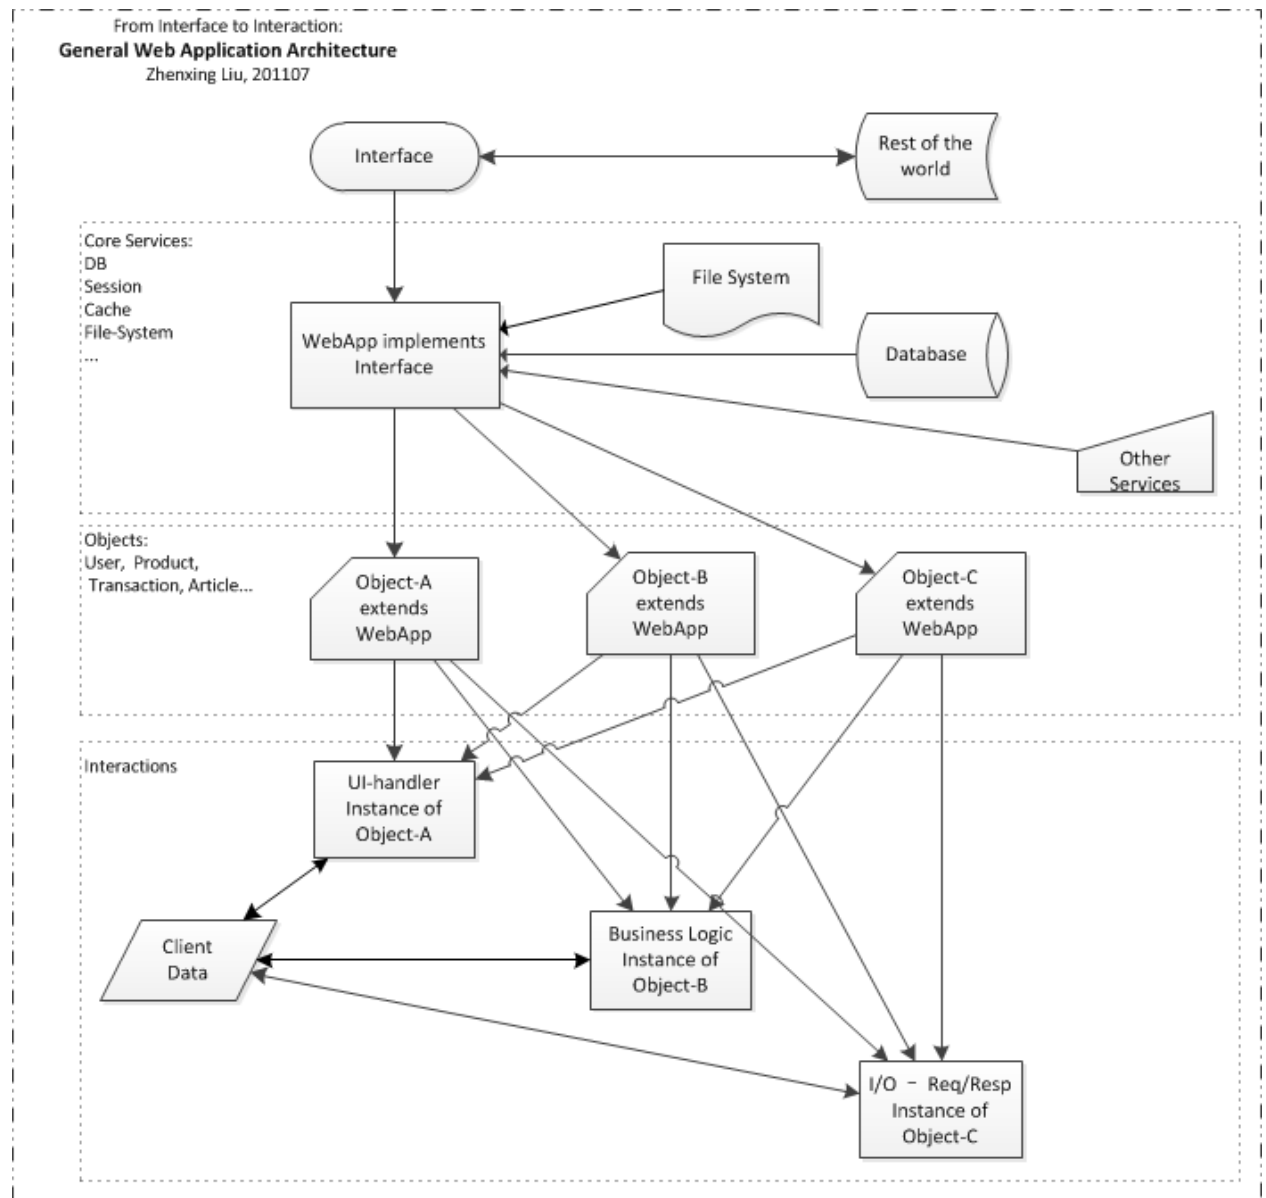 From Interface to Interaction:
General Web Application Architecture
Zhenxing Liu, 201107
Interface
Rest of the
world
Core Services:
DB
Session
Cache
File-System
...
File System
WebApp implements
Interface
Database
Other
Services
Objects:
User, Product,
Transaction, Article...
Object-A
extends
WebApp
Object-B
extends
WebApp
Object-C
extends
WebApp
Interactions
UI-handler
Instance of
Object-A
Client
Data
Business Logic
Instance of
Object-B
I/O – Req/Resp
Instance of
Object-C